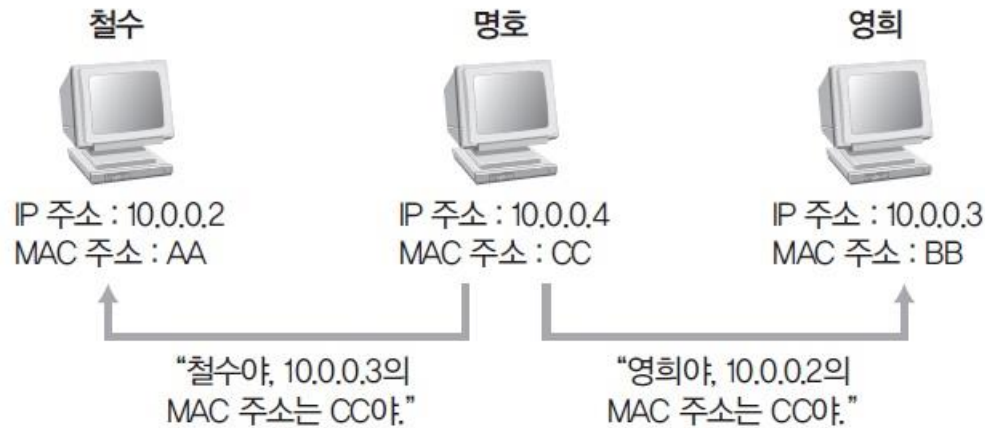 철수
명호
영희
IP 주소 : 10.0.0.2
MAC 주소 : AA
IP 주소 : 10.0.0.4
MAC 주소 : CC
IP 주소 : 10.0.0.3
MAC 주소 : BB
“철수야, 10.0.0.3의
MAC 주소는 CC야.”
“영희야, 10.0.0.2의
MAC 주소는 CC야.”